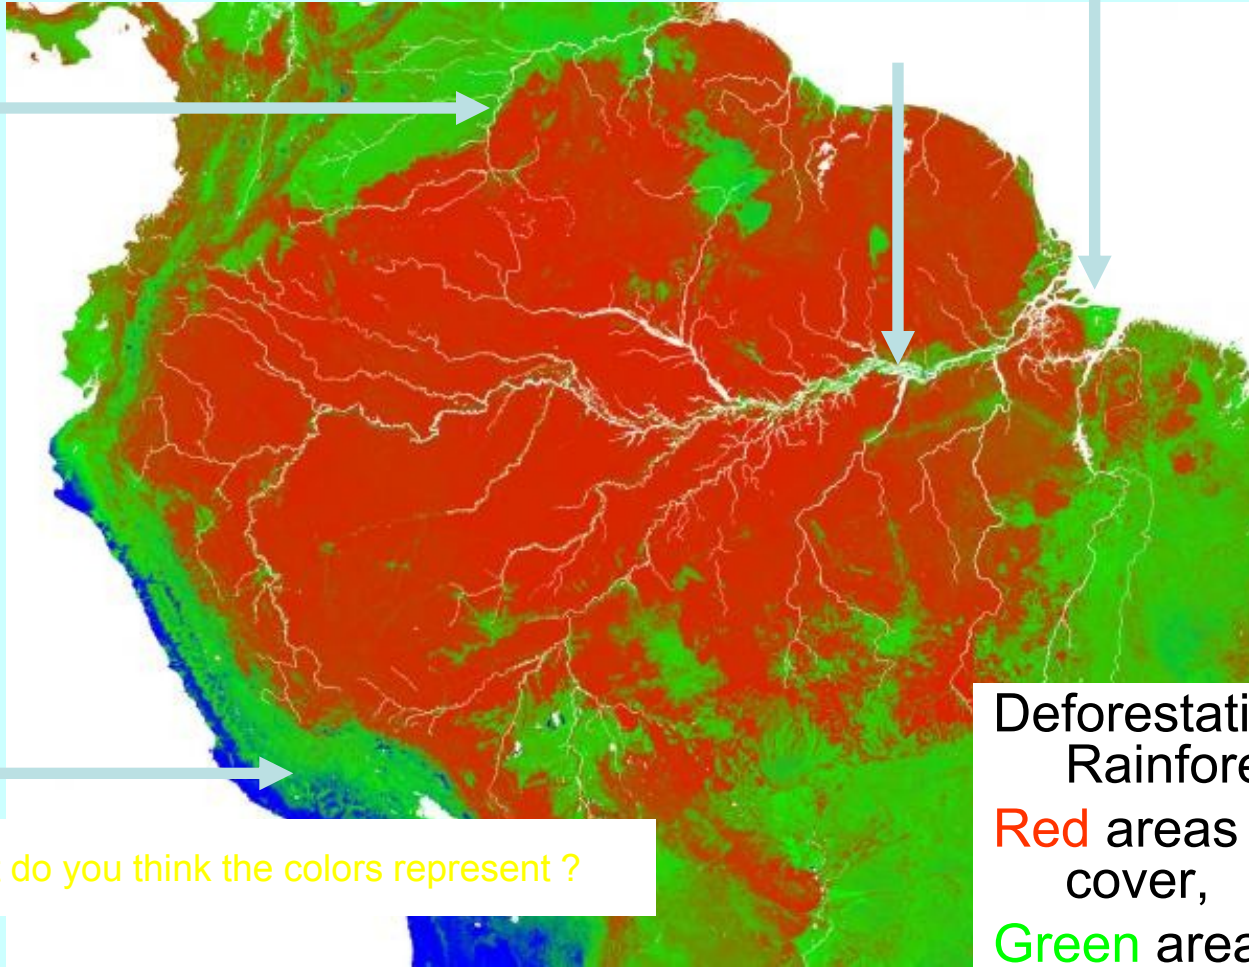 do you think the colors represent ?
Deforestati
Rainfore
Red areas
cover,
Green area